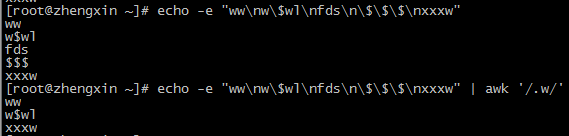 [root@zhengxin ~]# echo -e "ww\nw\$wl\nfds\n\$\$\$\nxxxw"
ww
w$wl
fds
$$$
xxxw
[root@zhengxin ~]# echo -e "ww\nw\$wl\nfds\n\$\$\$\nxxxw" | awk '/.w/'
ww
w$wl
xxxw